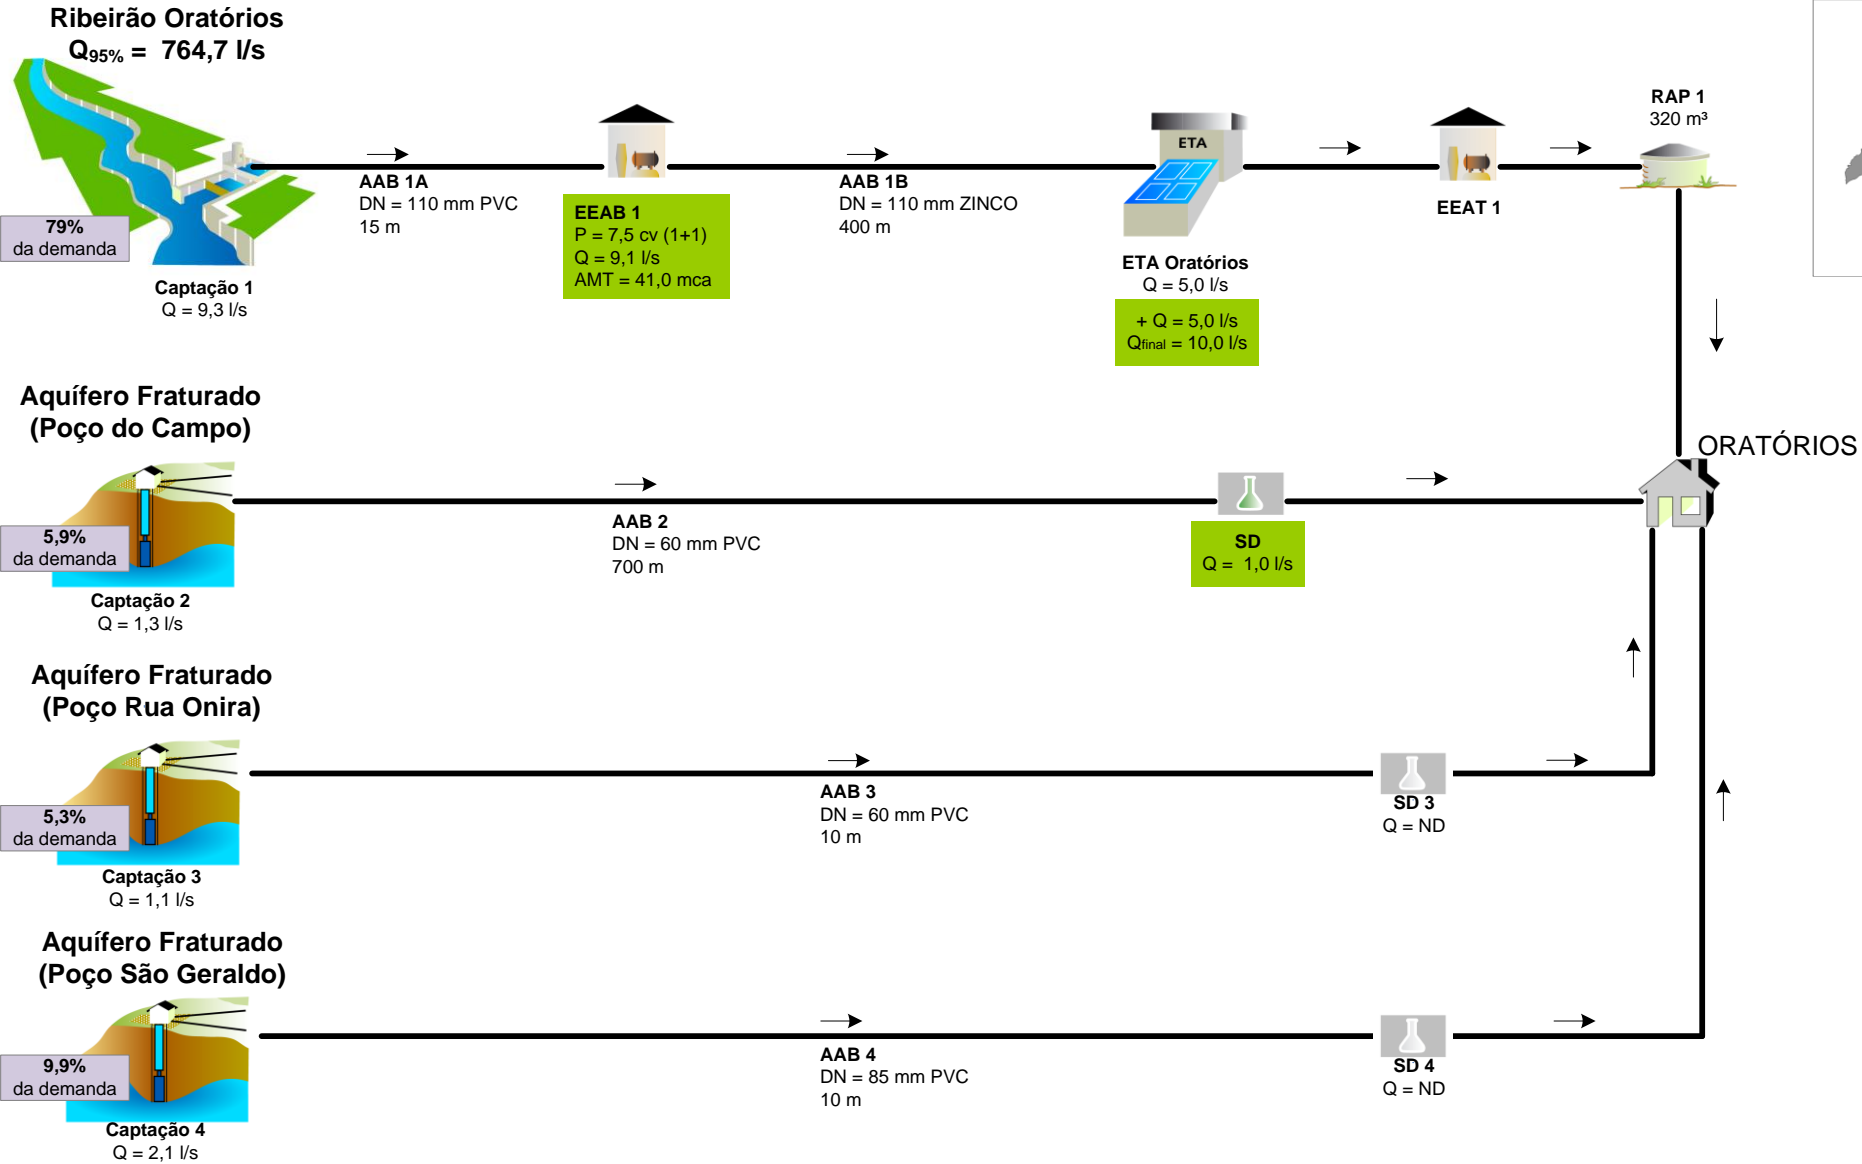 Ribeirão Oratórios
Q95% = 764,7 l/s
79%
da demanda
Captação 1
Q = 9,3 l/s
AAB 1A
DN = 110 mm PVC
15 m
EEAB 1
P = 7,5 cv (1+1)
Q = 9,1 l/s
AMT = 41,0 mca
AAB 1B
DN = 110 mm ZINCO
400 m
ETA
ETA Oratórios
Q = 5,0 l/s
+ Q = 5,0 l/s
Qfinal = 10,0 l/s
EEAT 1
RAP 1
320 m³
ORATÓRIOS
Aquífero Fraturado
(Poço do Campo)
5,9%
da demanda
Captação 2
Q = 1,3 l/s
AAB 2
DN = 60 mm PVC
700 m
SD
Q = 1,0 l/s
Aquífero Fraturado
(Poço Rua Onira)
5,3%
da demanda
Captação 3
Q = 1,1 l/s
AAB 3
DN = 60 mm PVC
10 m
SD 3
Q = ND
Aquífero Fraturado
(Poço São Geraldo)
9,9%
da demanda
Captação 4
Q = 2,1 l/s
AAB 4
DN = 85 mm PVC
10 m
SD 4
Q = ND